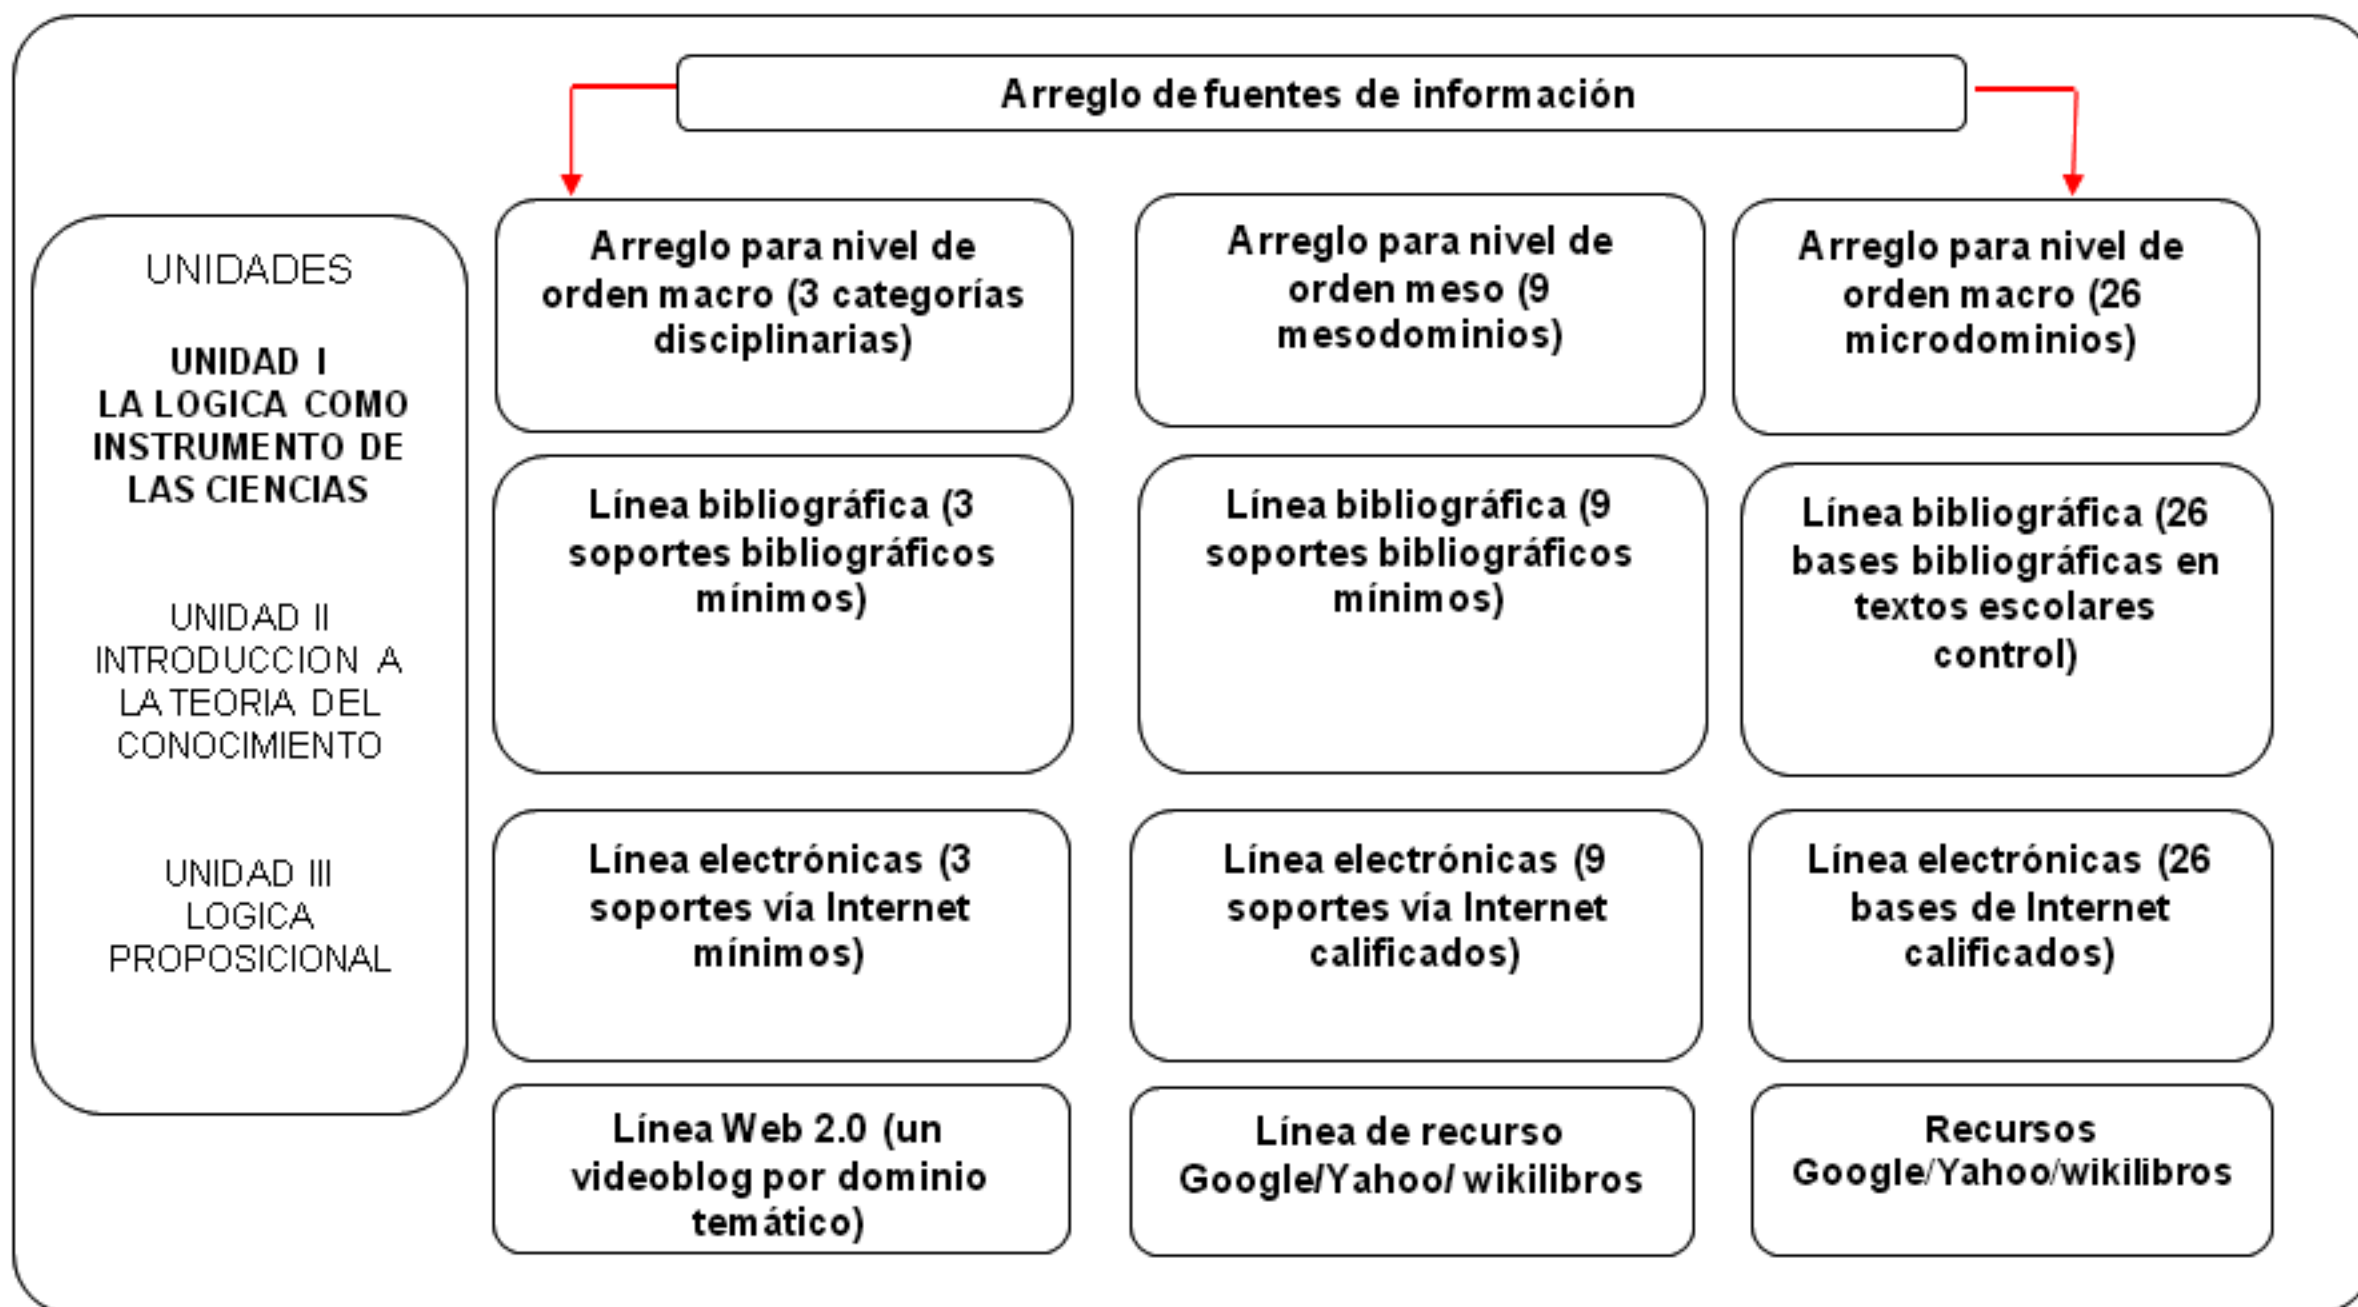 Arreglo de fuentes de información
UNIDADES
UNIDAD I
LA LOGICA COMO
INSTRUMENTO DE
LAS CIENCIAS
UNIDAD II
INTRODUCCION A
LA TEORIA DEL
CONOCIMIENTO
UNIDAD III
LOGICA
PROPOSICIONAL
Arreglo para nivel de
orden macro (3 categorías
disciplinarias)
Arreglo para nivel de
orden meso (9
mesodominios)
Arreglo para nivel de
orden macro (26
microdominios)
Línea bibliográfica (3
soportes bibliográficos
mínimos)
Línea bibliográfica (9
soportes bibliográficos
mínimos)
Línea bibliográfica (26
bases bibliográficas en
textos escolares
control)
Línea electrónicas (3
soportes vía Internet
mínimos)
Línea electrónicas (9
soportes vía Internet
calificados)
Línea electrónicas (26
bases de Internet
calificados)
Línea Web 2.0 (un
videoblog por dominio
temático)
Línea de recurso
Google/Yahoo/ wikilibros
Recursos
Google/Yahoo/wikilibros